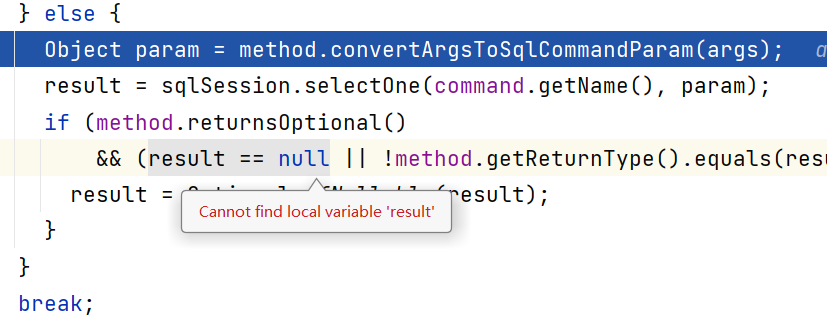 } else {
Object param = method.convertArgsToSqlCommandParam(args);
result = sqlSession.selectOne(command.getName(), param);
if (method.returnsOptional()
&& (result == null || !method.getReturnType().equals(resu
result = (result);
Cannot find local variable 'result'
}
}
break;